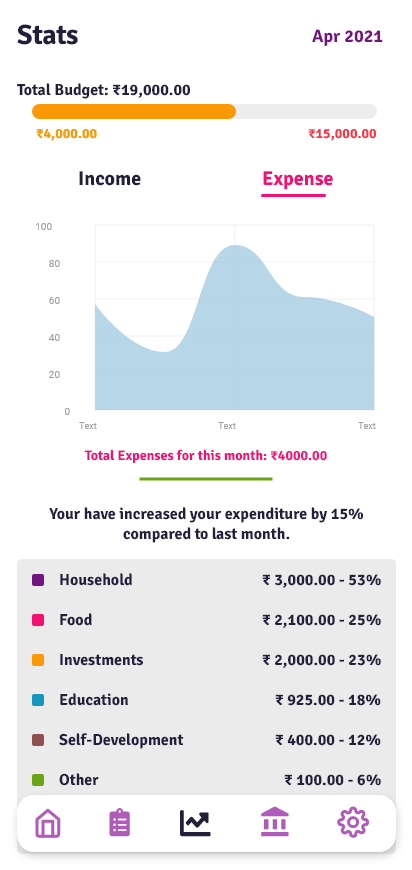 Stats
Apr 2021
Total Budget: ₹19,000.00
₹4,000.00
₹15,000.00
Income
Expense
100
80
60
40
20
0
Text
Text
Text
Total Expenses for this month: ₹4000.00
Your have increased your expenditure by 15%
compared to last month.
Household ₹ 3,000.00 - 53%
Food ₹ 2,100.00 - 25%
Investments ₹ 2,000.00 - 23%
Education ₹ 925.00 - 18%
Self-Development ₹ 400.00 - 12%
Other ₹ 100.00 - 6%